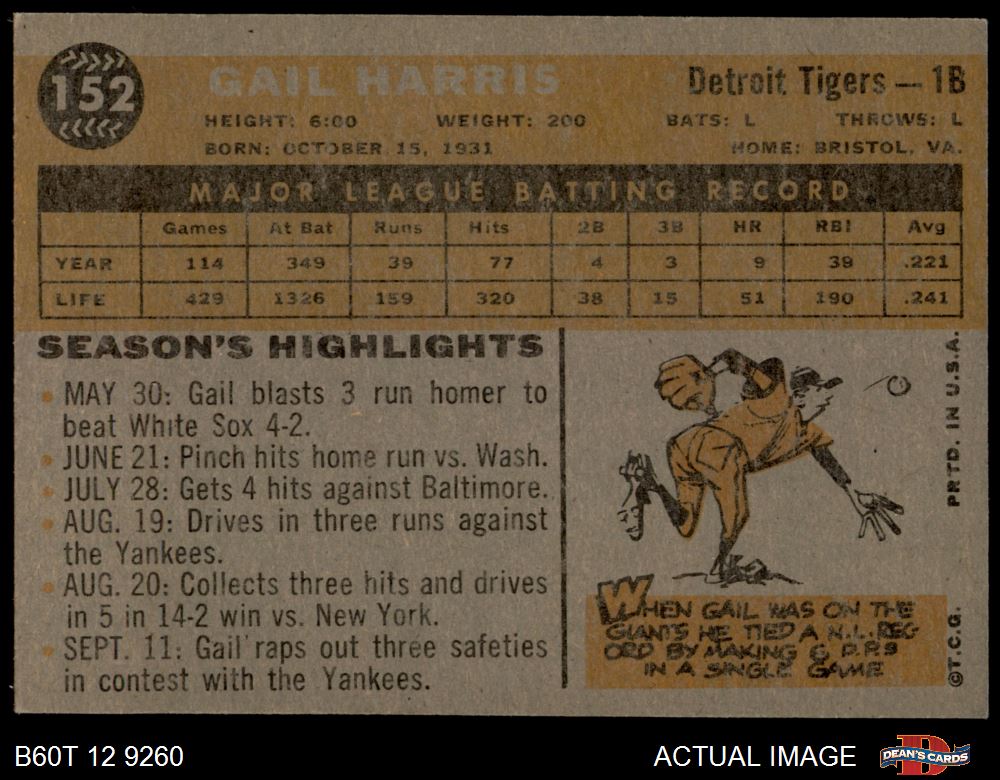 152
GAIL HARRIS
Detroit Tigers — 1B
HEIGHT: 6:00 WEIGHT: 200 BATS: L THROWS: L
BORN: OCTOBER 15, 1931 HOME: BRISTOL, VA.
MAJOR LEAGUE BATTING RECORD
Games At Bat Runs Hits 2B 3B HR RBI Avg
YEAR 114 349 39 77 4 3 9 39 .221
LIFE 429 1326 159 320 38 15 51 190 .241
SEASON'S HIGHLIGHTS
• MAY 30: Gail blasts 3 run homer to
beat White Sox 4-2.
• JUNE 21: Pinch hits home run vs. Wash.
• JULY 28: Gets 4 hits against Baltimore.
• AUG. 19: Drives in three runs against
the Yankees.
• AUG. 20: Collects three hits and drives
in 5 in 14-2 win vs. New York.
• SEPT. 11: Gail raps out three safeties
in contest with the Yankees.
WHEN GAIL WAS ON THE
GIANTS HE TIED A N.L. REC
ORD BY MAKING D.P.S
IN A SINGLE GAME
PRTD. IN U.S.A.
©T.C.G.
B60T 12 9260
ACTUAL IMAGE
DEAN'S CARDS